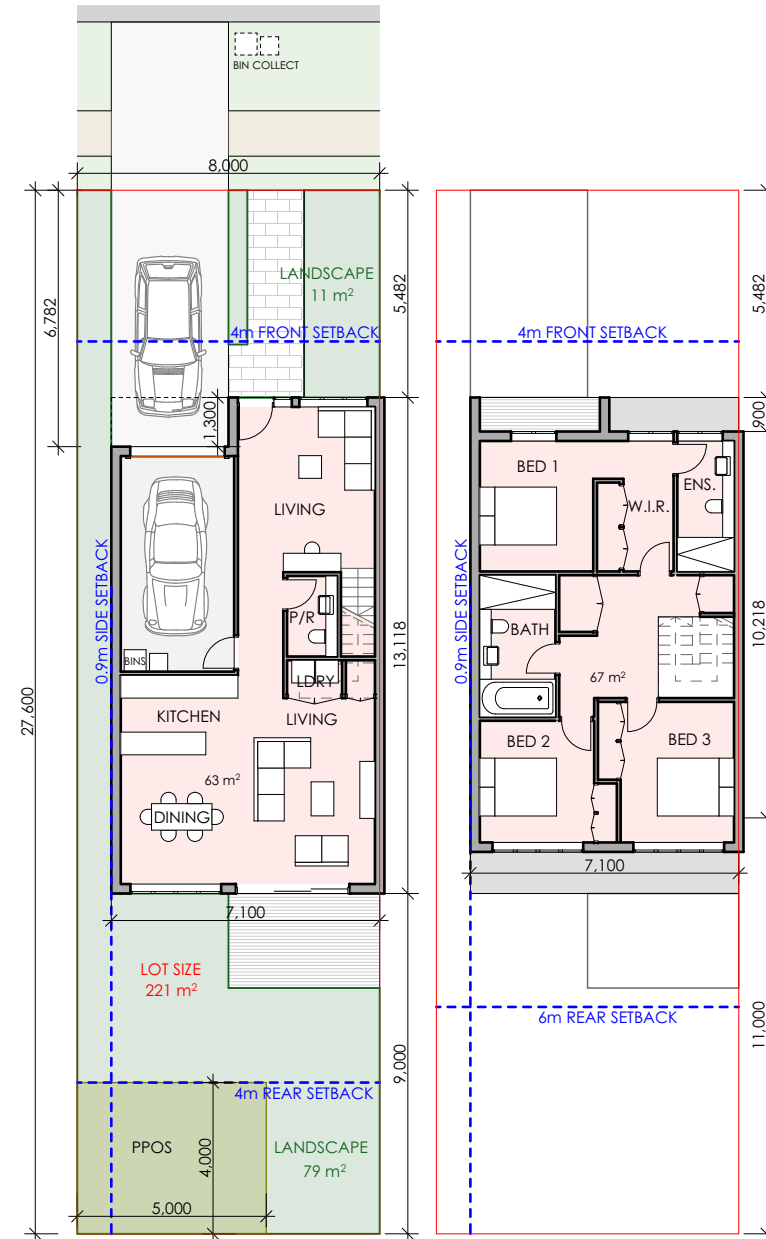 BIN COLLECT
8,000
27,600
6,782
5,482
LANDSCAPE
11 m²
4m FRONT SETBACK
1,300
LIVING
0.9m SIDE SETBACK
P/R
BINS
LDRY
LIVING
KITCHEN
63 m²
DINING
13,118
7,100
LOT SIZE
221 m²
9,000
4m REAR SETBACK
PPOS
4,000
LANDSCAPE
79 m²
5,000
5,482
4m FRONT SETBACK
900
BED 1
ENS.
W.I.R.
0.9m SIDE SETBACK
BATH
67 m²
10,218
BED 2
BED 3
7,100
6m REAR SETBACK
11,000